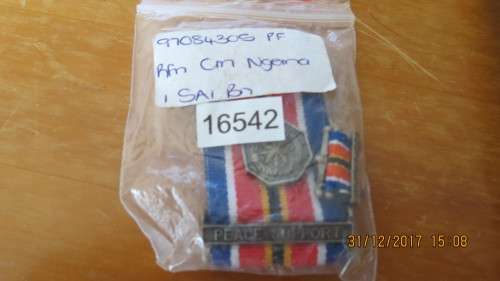 97084305 PF
Rfn CM Ngoma
1 SAI Bn
16542
PEACE SUPPORT
31/12/2017 15:08